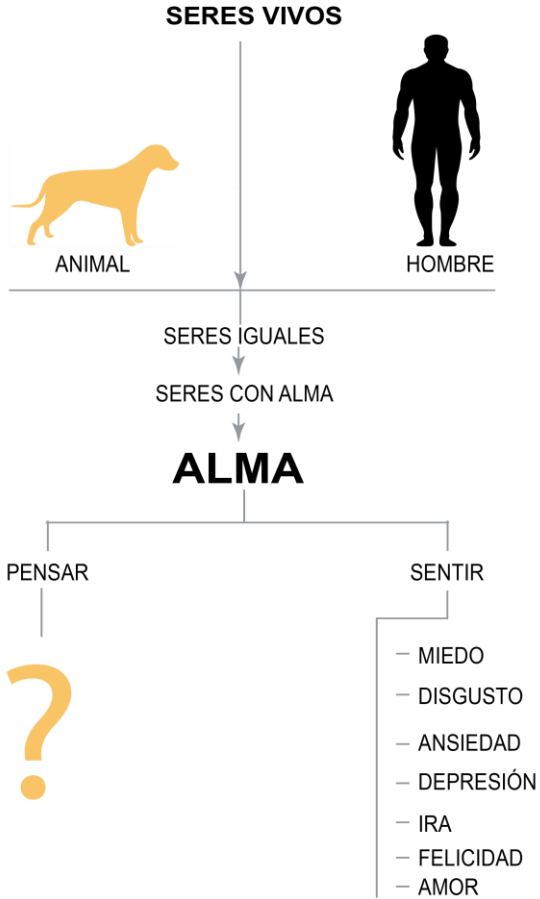 SERES VIVOS
ANIMAL
HOMBRE
SERES IGUALES
SERES CON ALMA
ALMA
PENSAR
SENTIR
?
– MIEDO
– DISGUSTO
– ANSIEDAD
– DEPRESIÓN
– IRA
– FELICIDAD
– AMOR